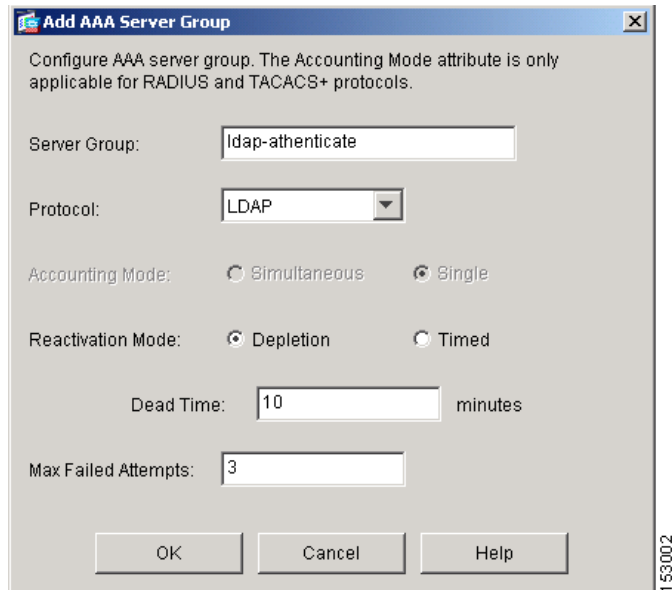 Add AAA Server Group
Configure AAA server group. The Accounting Mode attribute is only
applicable for RADIUS and TACACS+ protocols.
Server Group: ldap-athenticate
Protocol: LDAP
Accounting Mode: Simultaneous Single
Reactivation Mode: Depletion Timed
Dead Time: 10 minutes
Max Failed Attempts: 3
OK Cancel Help
153002